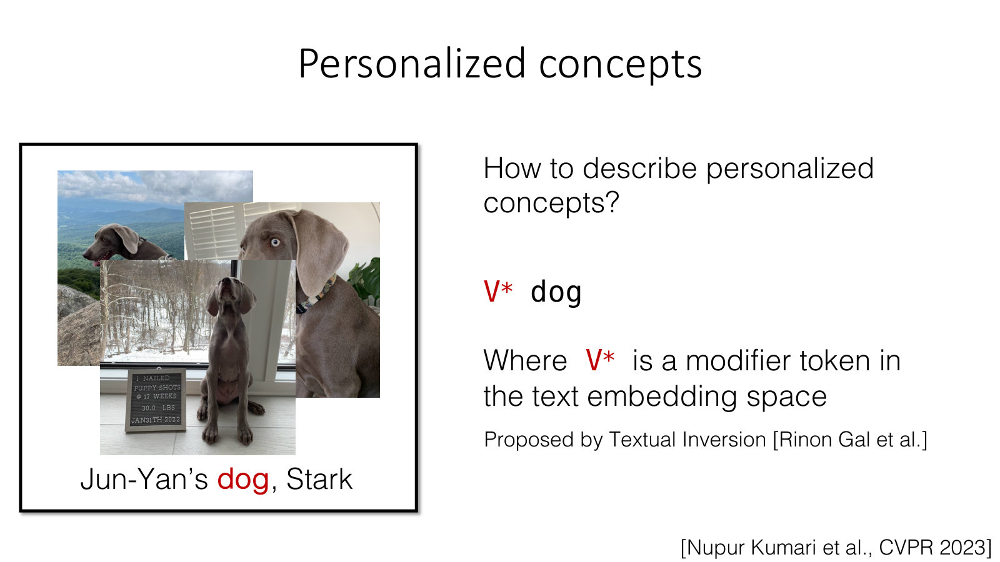 Personalized concepts
I NAILED
PUPPY SHOTS
@ 17 WEEKS
30.0 LBS
JAN31TH 2022
Jun-Yan’s dog, Stark
How to describe personalized
concepts?
V* dog
Where V* is a modifier token in
the text embedding space
Proposed by Textual Inversion [Rinon Gal et al.]
[Nupur Kumari et al., CVPR 2023]